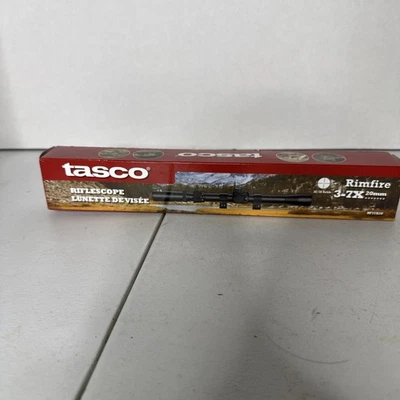 tasco
tasco
RIFLESCOPE
LUNETTE DE VISÉE
Rimfire
3-7X 20mm